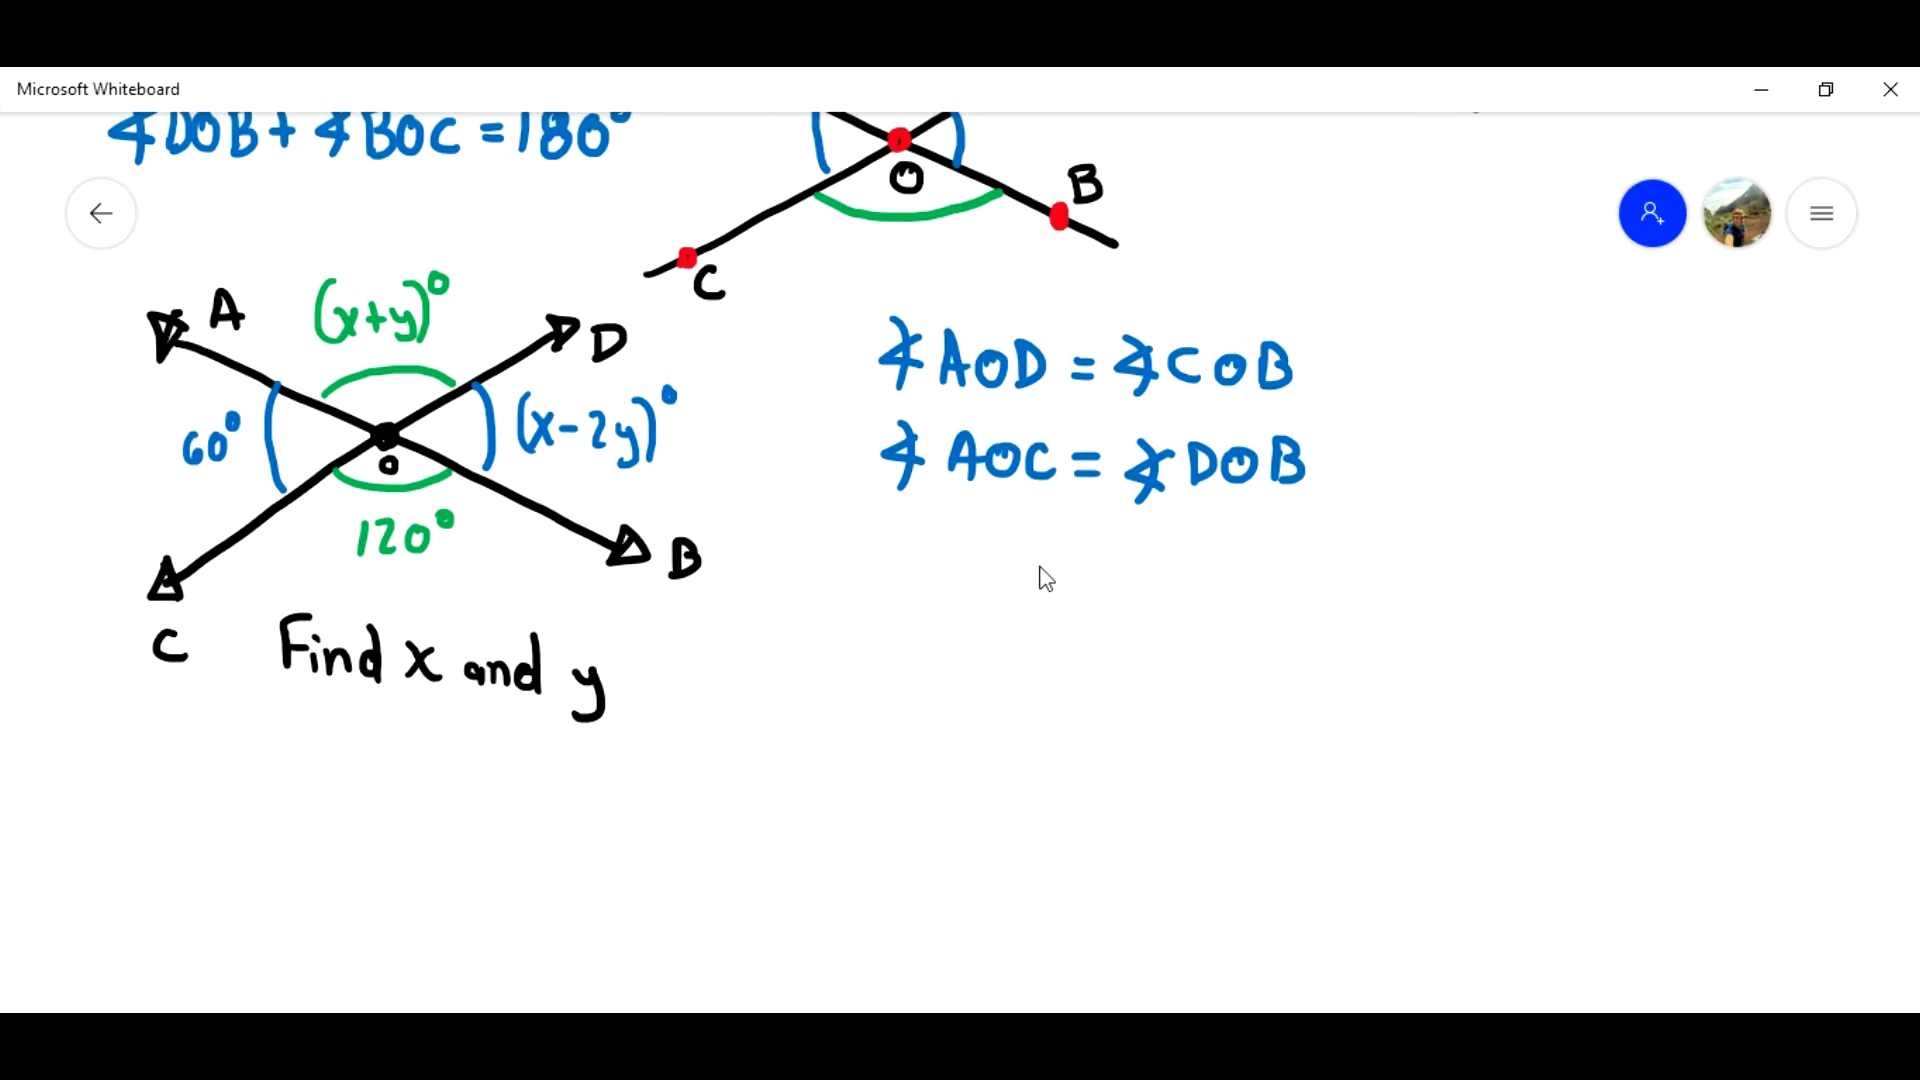 Microsoft Whiteboard
∡DOB + ∡BOC = 180°
O
B
C
A
(x+y)°
D
60°
(x-2y)°
O
120°
B
C
∡AOD = ∡COB
∡AOC = ∡DOB
Find x and y